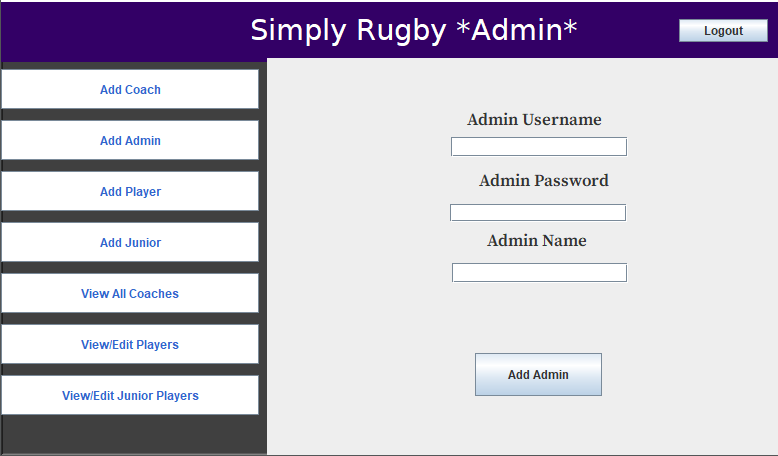 Simply Rugby *Admin*
Logout
Add Coach
Add Admin
Add Player
Add Junior
View All Coaches
View/Edit Players
View/Edit Junior Players
Admin Username
Admin Password
Admin Name
Add Admin